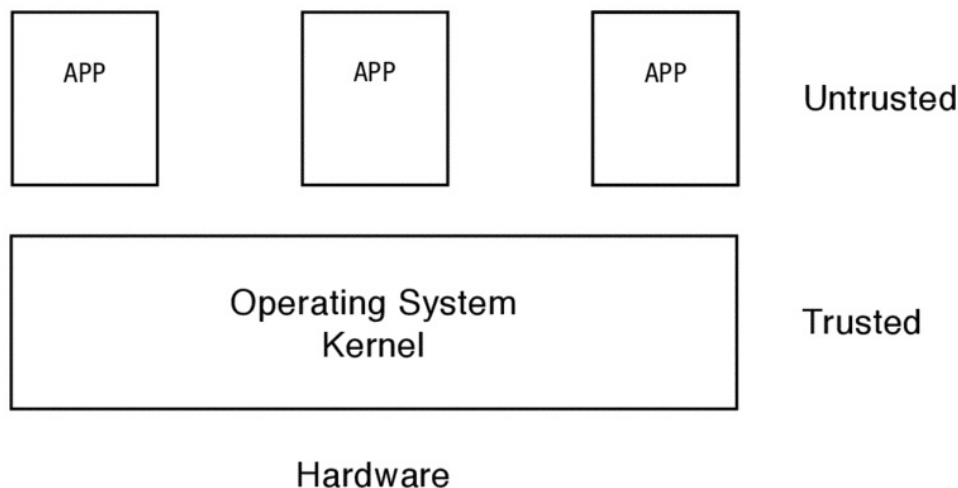 APP
APP
APP
Untrusted
Operating System
Kernel
Trusted
Hardware